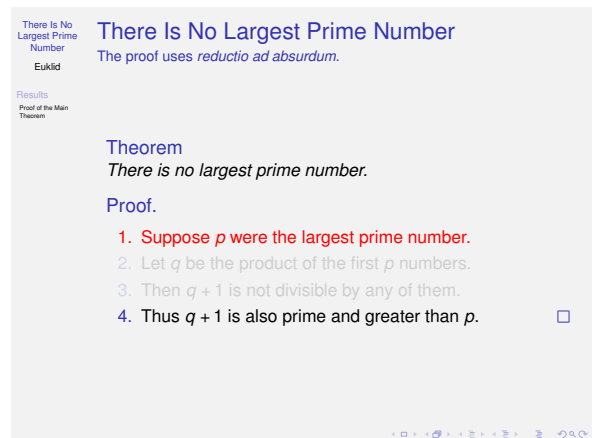 There Is No
Largest Prime
Number
Euklid
Results
Proof of the Main
Theorem
There Is No Largest Prime Number
The proof uses reductio ad absurdum.
Theorem
There is no largest prime number.
Proof.
1. Suppose p were the largest prime number.
2. Let q be the product of the first p numbers.
3. Then q + 1 is not divisible by any of them.
4. Thus q + 1 is also prime and greater than p.